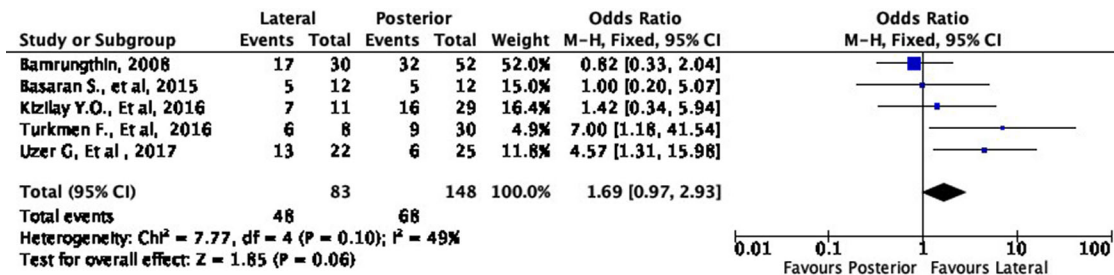 Lateral Posterior Odds Ratio Odds Ratio
Study or Subgroup Events Total Events Total Weight M-H, Fixed, 95% CI M-H, Fixed, 95% CI
Bamrungthin, 2008 17 30 32 52 52.0% 0.82 [0.33, 2.04]
Basaran S., et al, 2015 5 12 5 12 15.0% 1.00 [0.20, 5.07]
Kizilay Y.O., Et al, 2016 7 11 16 29 16.4% 1.42 [0.34, 5.94]
Turkmen F., Et al, 2016 6 8 9 30 4.9% 7.00 [1.18, 41.54]
Uzer G, Et al , 2017 13 22 6 25 11.8% 4.57 [1.31, 15.98]
Total (95% CI) 83 148 100.0% 1.69 [0.97, 2.93]
Total events 48 68
Heterogeneity: Chi² = 7.77, df = 4 (P = 0.10); I² = 49%
Test for overall effect: Z = 1.85 (P = 0.06)
0.01 0.1 1 10 100
Favours Posterior Favours Lateral